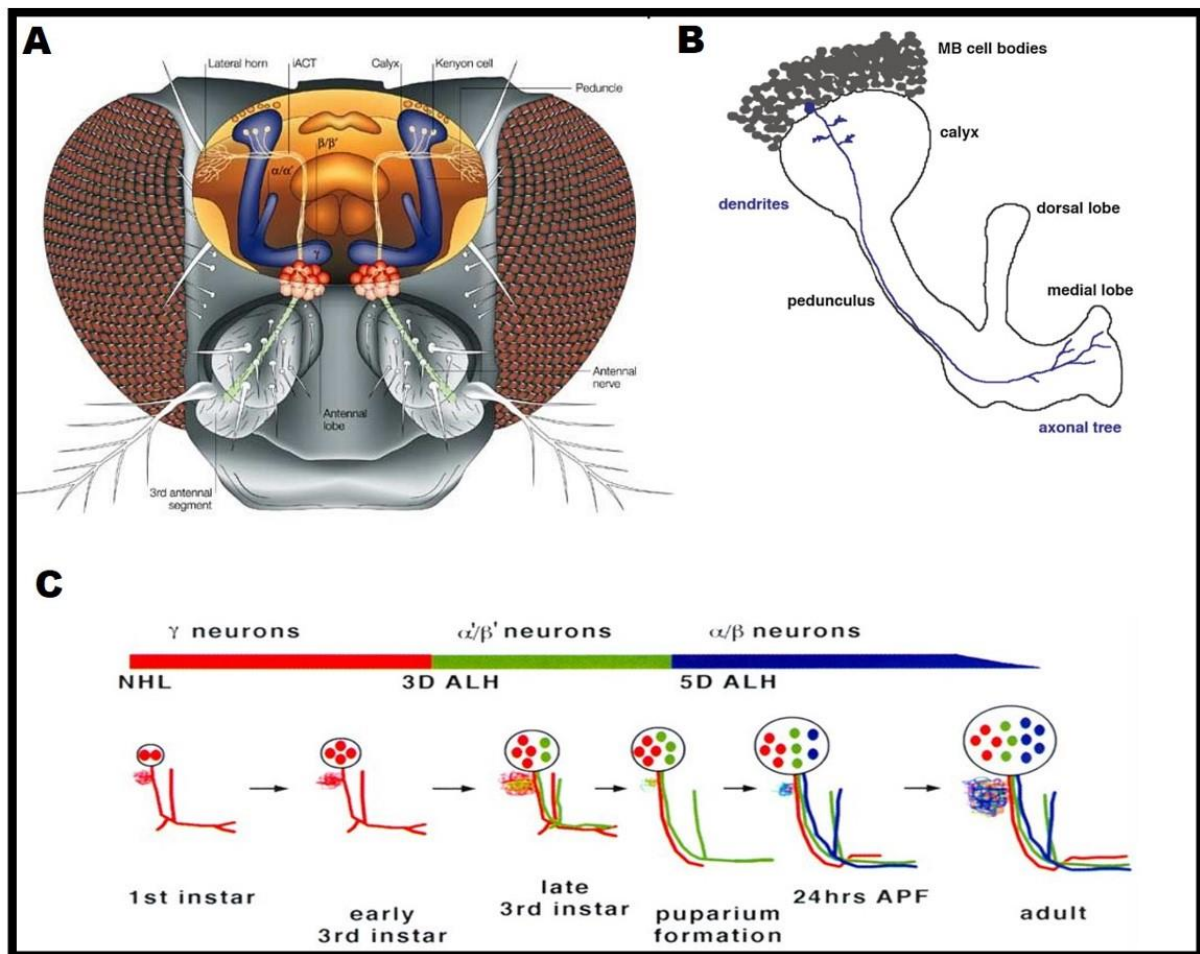 A
Lateral horn
iACT
Calyx
Kenyon cell
Peduncle
β/β'
α/α'
γ
Antennal
nerve
Antennal
lobe
3rd antennal
segment
B
MB cell bodies
calyx
dendrites
dorsal lobe
medial lobe
pedunculus
axonal tree
C
γ neurons
α'/β' neurons
α/β neurons
NHL
3D ALH
5D ALH
1st instar
early
3rd instar
late
3rd instar
puparium
formation
24hrs APF
adult